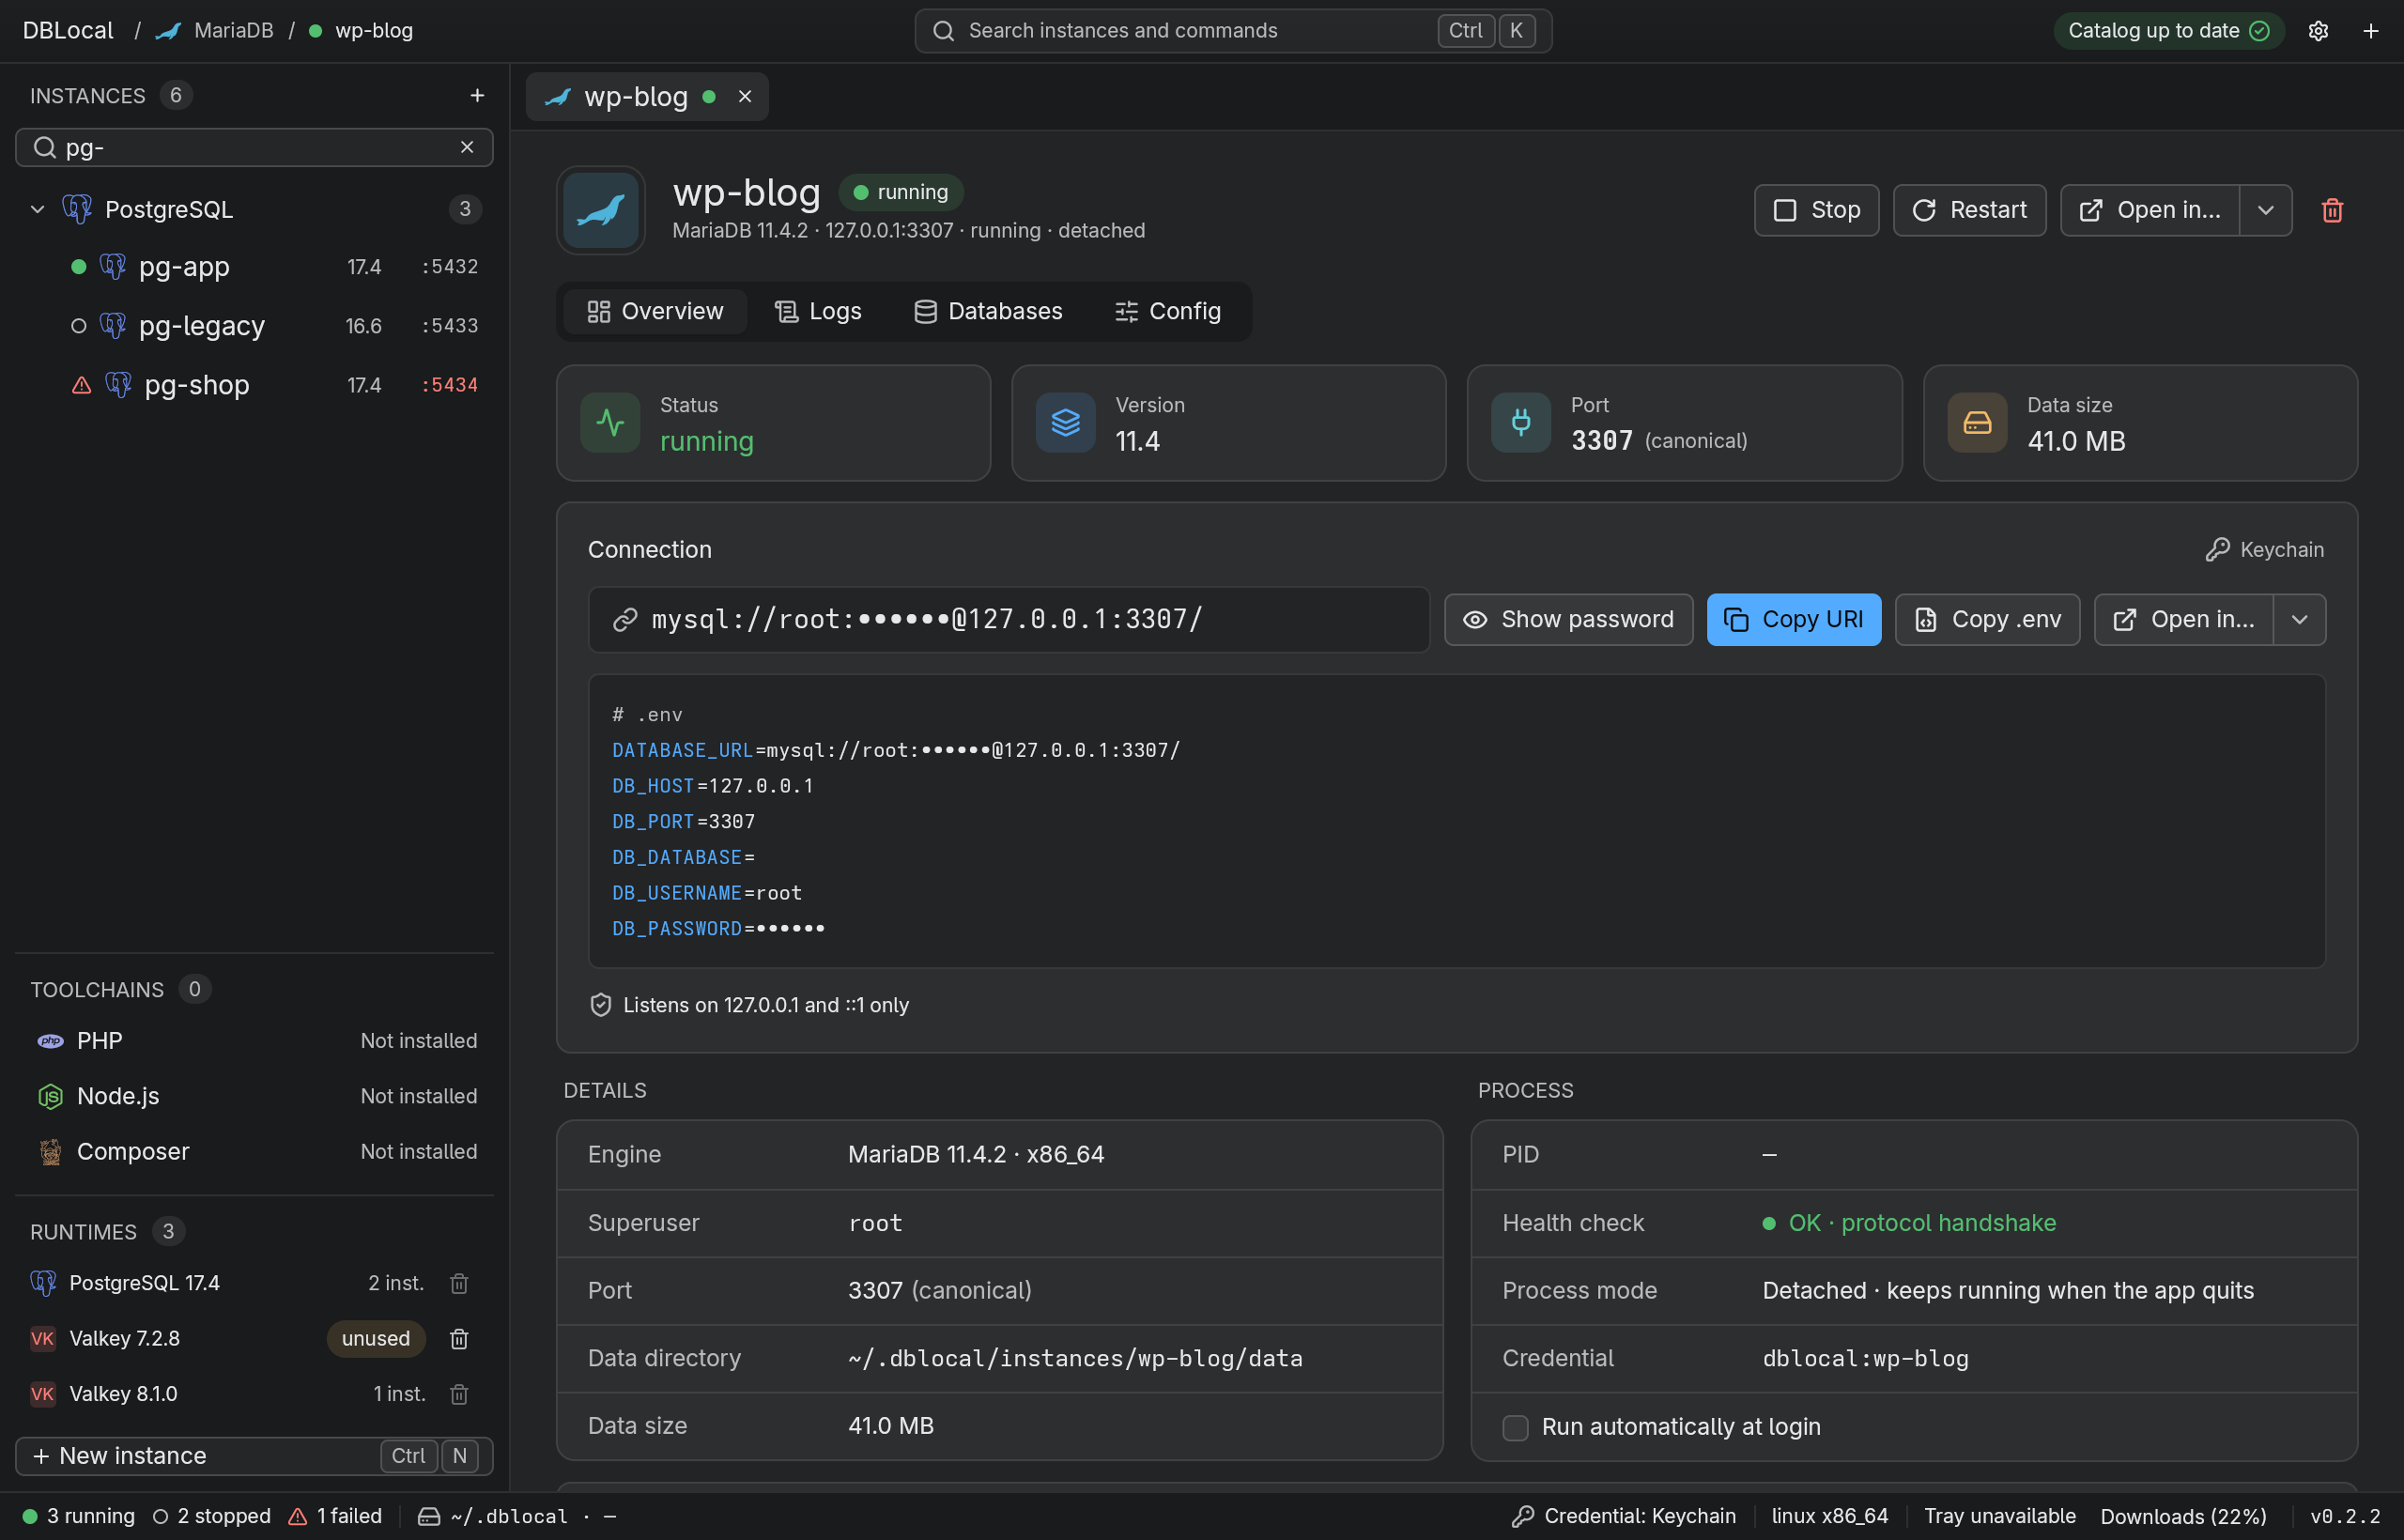 DBLocal / MariaDB / wp-blog
Search instances and commands Ctrl K
Catalog up to date
INSTANCES 6
pg-
PostgreSQL 3
pg-app 17.4 :5432
pg-legacy 16.6 :5433
pg-shop 17.4 :5434
TOOLCHAINS 0
PHP Not installed
Node.js Not installed
Composer Not installed
RUNTIMES 3
PostgreSQL 17.4 2 inst.
VK Valkey 7.2.8 unused
VK Valkey 8.1.0 1 inst.
New instance Ctrl N
wp-blog
wp-blog running
MariaDB 11.4.2 · 127.0.0.1:3307 · running · detached
Stop Restart Open in...
Overview Logs Databases Config
Status
running
Version
11.4
Port
3307 (canonical)
Data size
41.0 MB
Connection Keychain
mysql://root:••••••@127.0.0.1:3307/
Show password Copy URI Copy .env Open in...
# .env
DATABASE_URL=mysql://root:••••••@127.0.0.1:3307/
DB_HOST=127.0.0.1
DB_PORT=3307
DB_DATABASE=
DB_USERNAME=root
DB_PASSWORD=••••••
Listens on 127.0.0.1 and ::1 only
DETAILS
Engine MariaDB 11.4.2 · x86_64
Superuser root
Port 3307 (canonical)
Data directory ~/.dblocal/instances/wp-blog/data
Data size 41.0 MB
PROCESS
PID —
Health check OK · protocol handshake
Process mode Detached · keeps running when the app quits
Credential dblocal:wp-blog
Run automatically at login
3 running 2 stopped 1 failed ~/.dblocal · —
Credential: Keychain linux x86_64 Tray unavailable Downloads (22%) v0.2.2